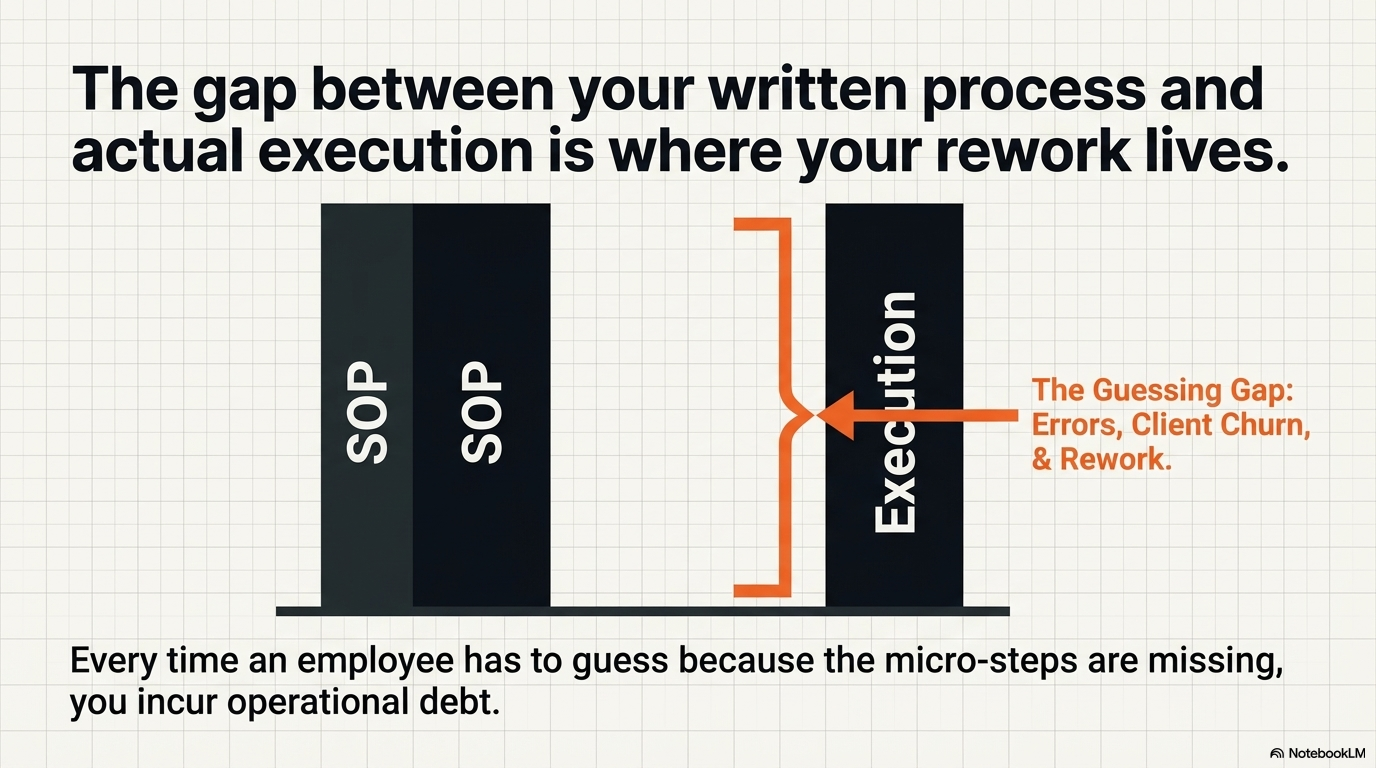 The gap between your written process and
actual execution is where your rework lives.
SOP
SOP
Execution
The Guessing Gap:
Errors, Client Churn,
& Rework.
Every time an employee has to guess because the micro-steps are missing,
you incur operational debt.
NotebookLM